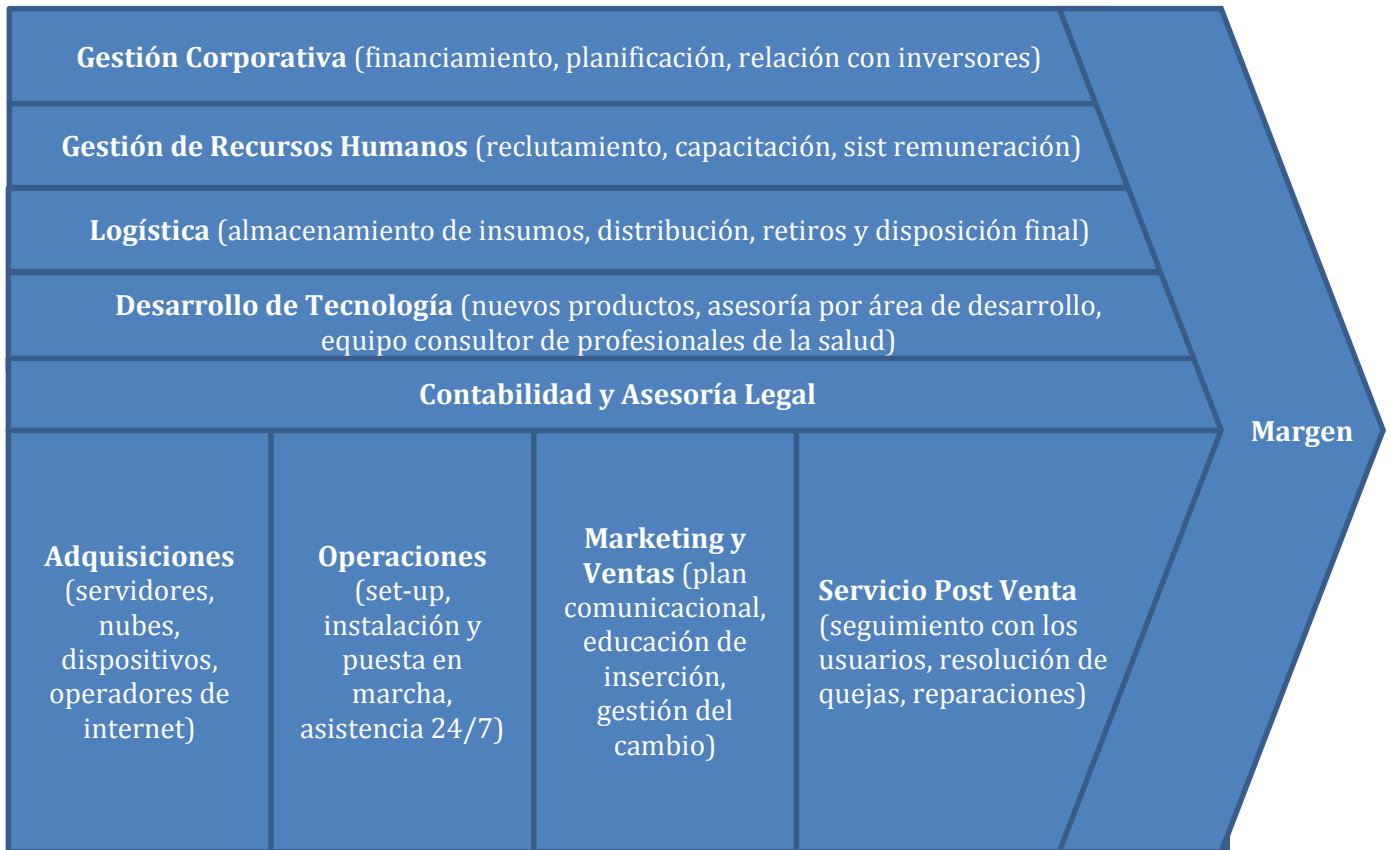 Gestión Corporativa (financiamiento, planificación, relación con inversores)
Gestión de Recursos Humanos (reclutamiento, capacitación, sist remuneración)
Logística (almacenamiento de insumos, distribución, retiros y disposición final)
Desarrollo de Tecnología (nuevos productos, asesoría por área de desarrollo,
equipo consultor de profesionales de la salud)
Contabilidad y Asesoría Legal
Adquisiciones
(servidores,
nubes,
dispositivos,
operadores de
internet)
Operaciones
(set-up,
instalación y
puesta en
marcha,
asistencia 24/7)
Marketing y
Ventas (plan
comunicacional,
educación de
inserción,
gestión del
cambio)
Servicio Post Venta
(seguimiento con los
usuarios, resolución de
quejas, reparaciones)
Margen